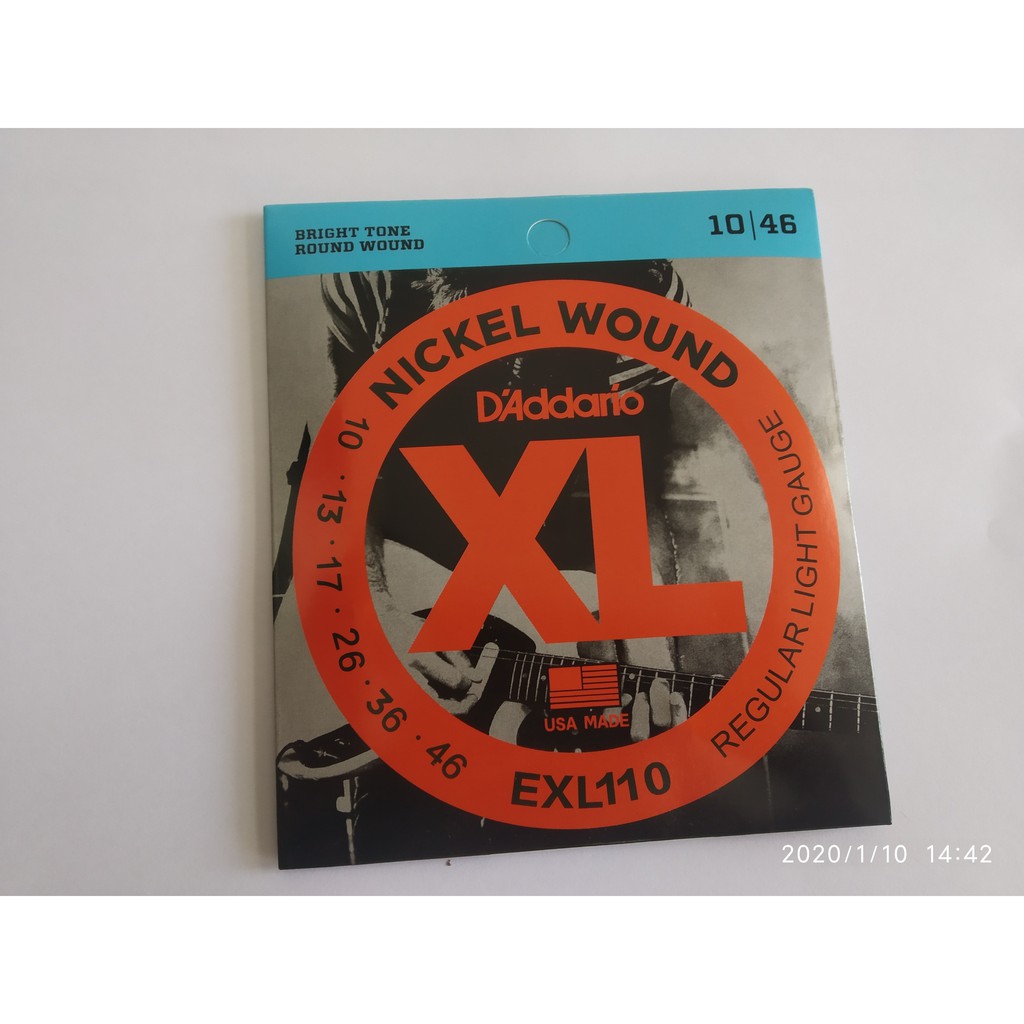 BRIGHT TONE
ROUND WOUND
10|46
NICKEL WOUND
D'Addario
XL
10 · 13 · 17 · 26 · 36 · 46
REGULAR LIGHT GAUGE
USA MADE
EXL110
2020/1/10 14:42